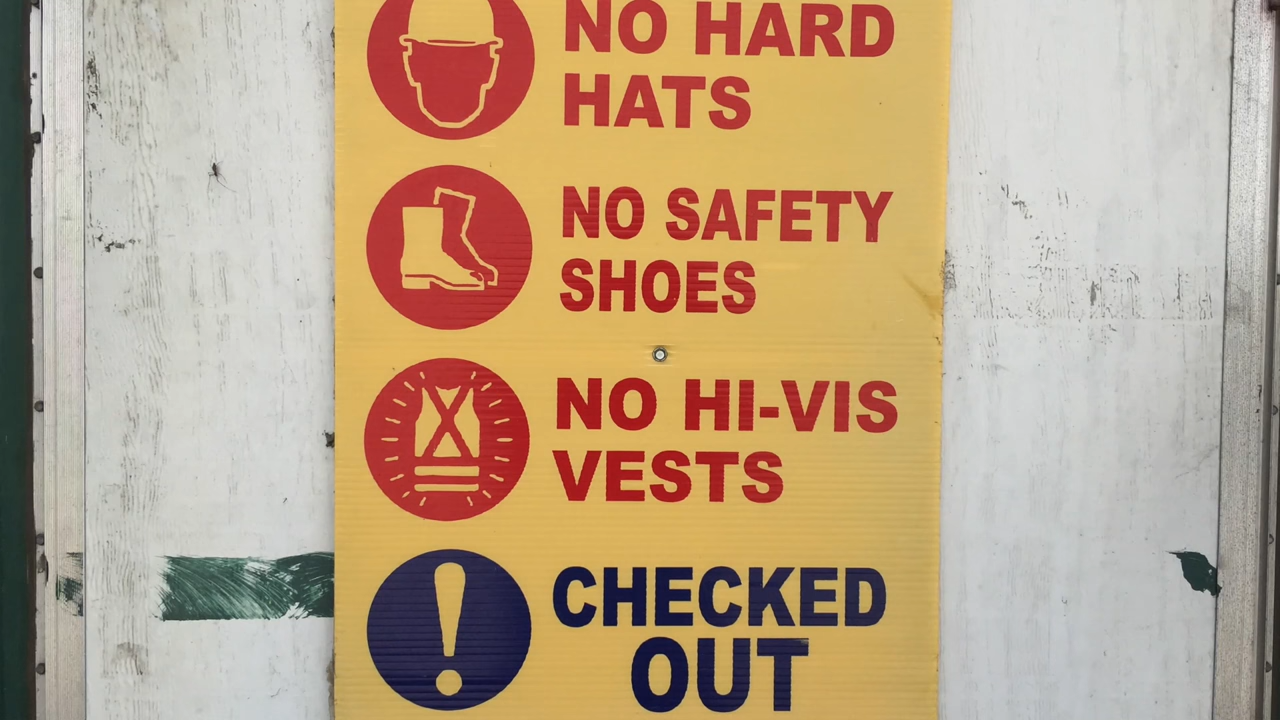 NO HARD
HATS
NO SAFETY
SHOES
NO HI-VIS
VESTS
CHECKED
OUT